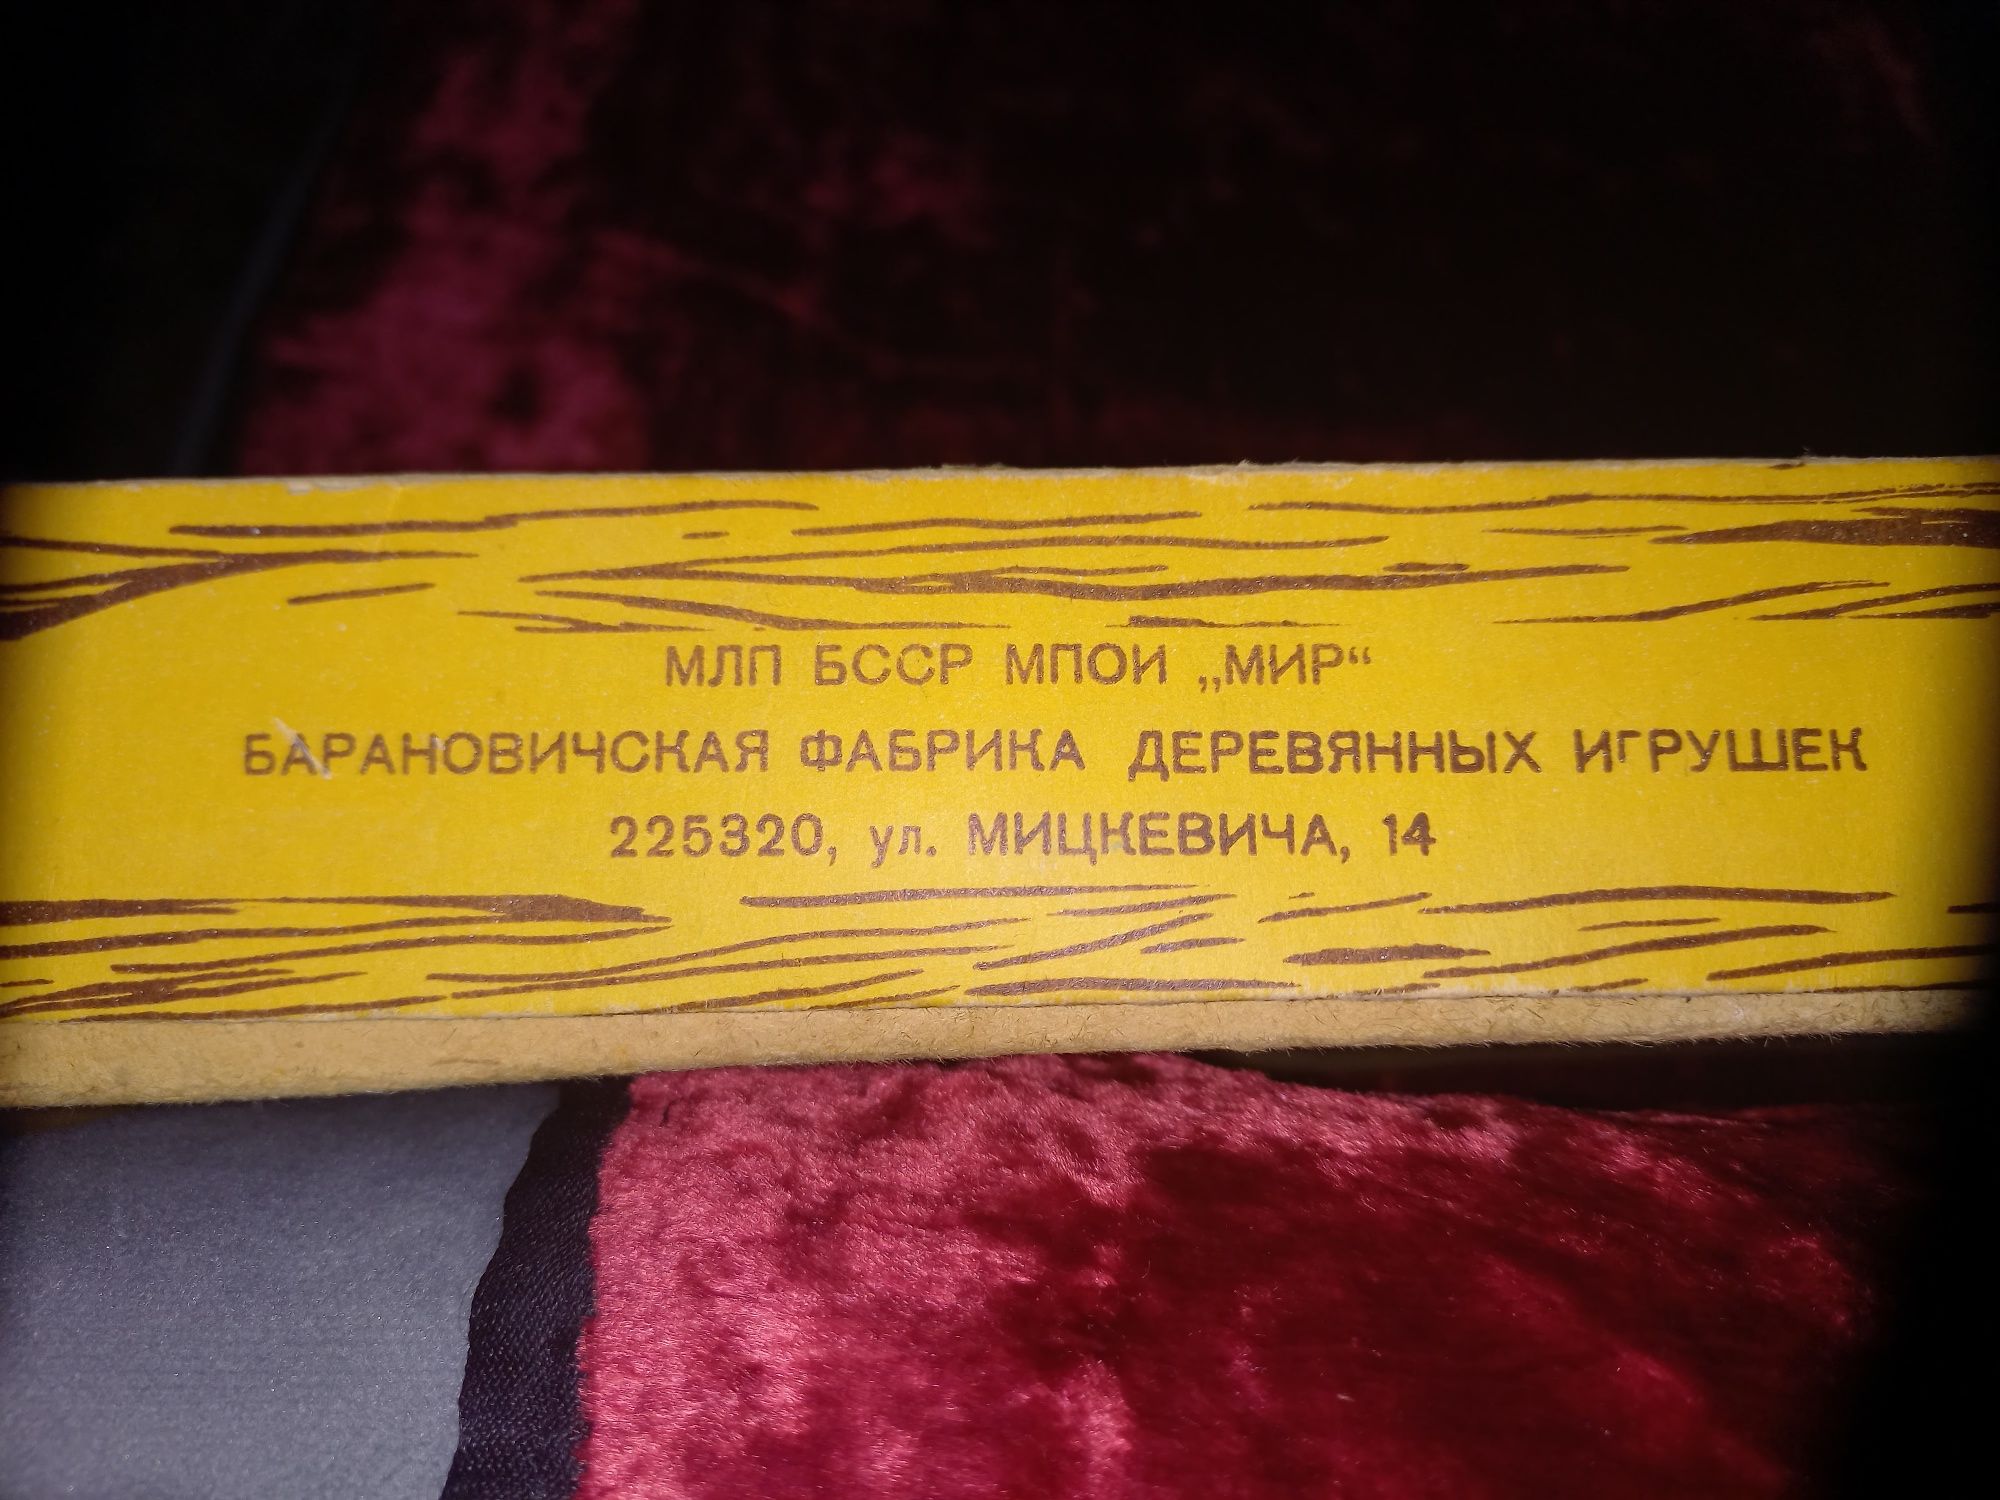 МЛП БССР МПОИ „МИР“
БАРАНОВИЧСКАЯ ФАБРИКА ДЕРЕВЯННЫХ ИГРУШЕК
225320, ул. МИЦКЕВИЧА, 14